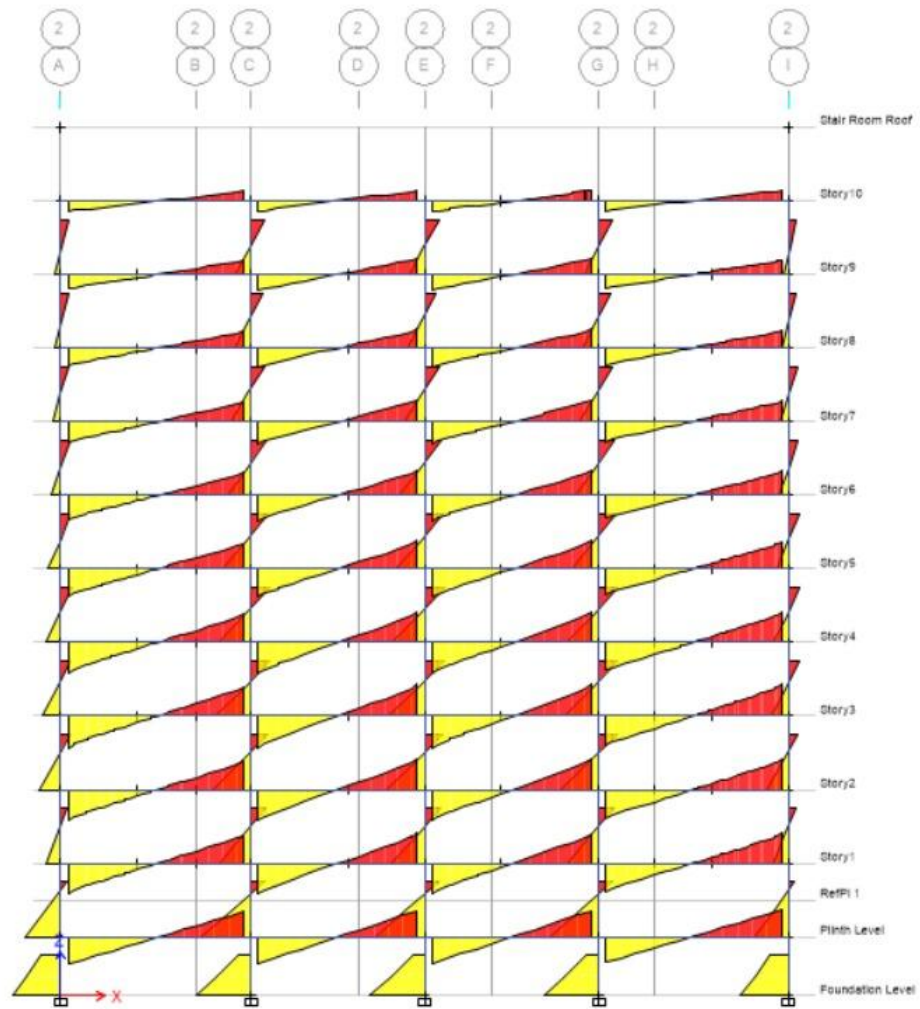 2 2 2 2 2 2 2 2 2
A B C D E F G H I
Stair Room Roof
Story10
Story9
Story8
Story7
Story6
Story5
Story4
Story3
Story2
Story1
RefPl 1
Plinth Level
Z
X
Foundation Level